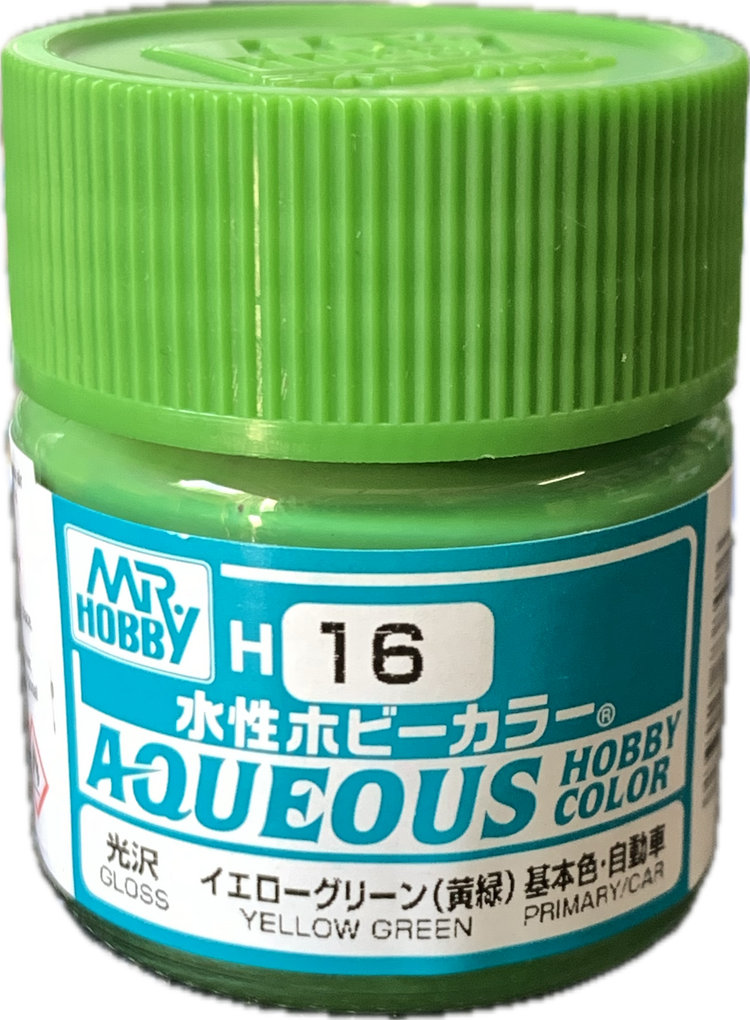 MR.
HOBBY
H 16
水性ホビーカラー®
AQUEOUS HOBBY
COLOR
光沢
GLOSS
イエローグリーン(黄緑)
YELLOW GREEN
基本色・自動車
PRIMARY/CAR